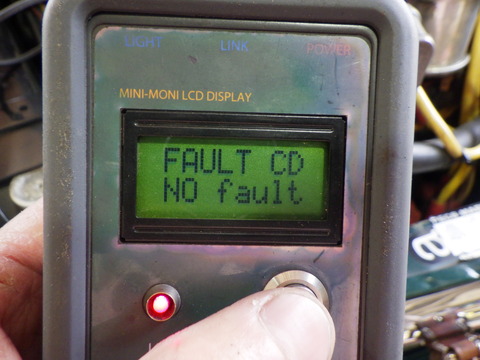 LIGHT LINK POWER
MINI-MONI LCD DISPLAY
FAULT CD
NO fault